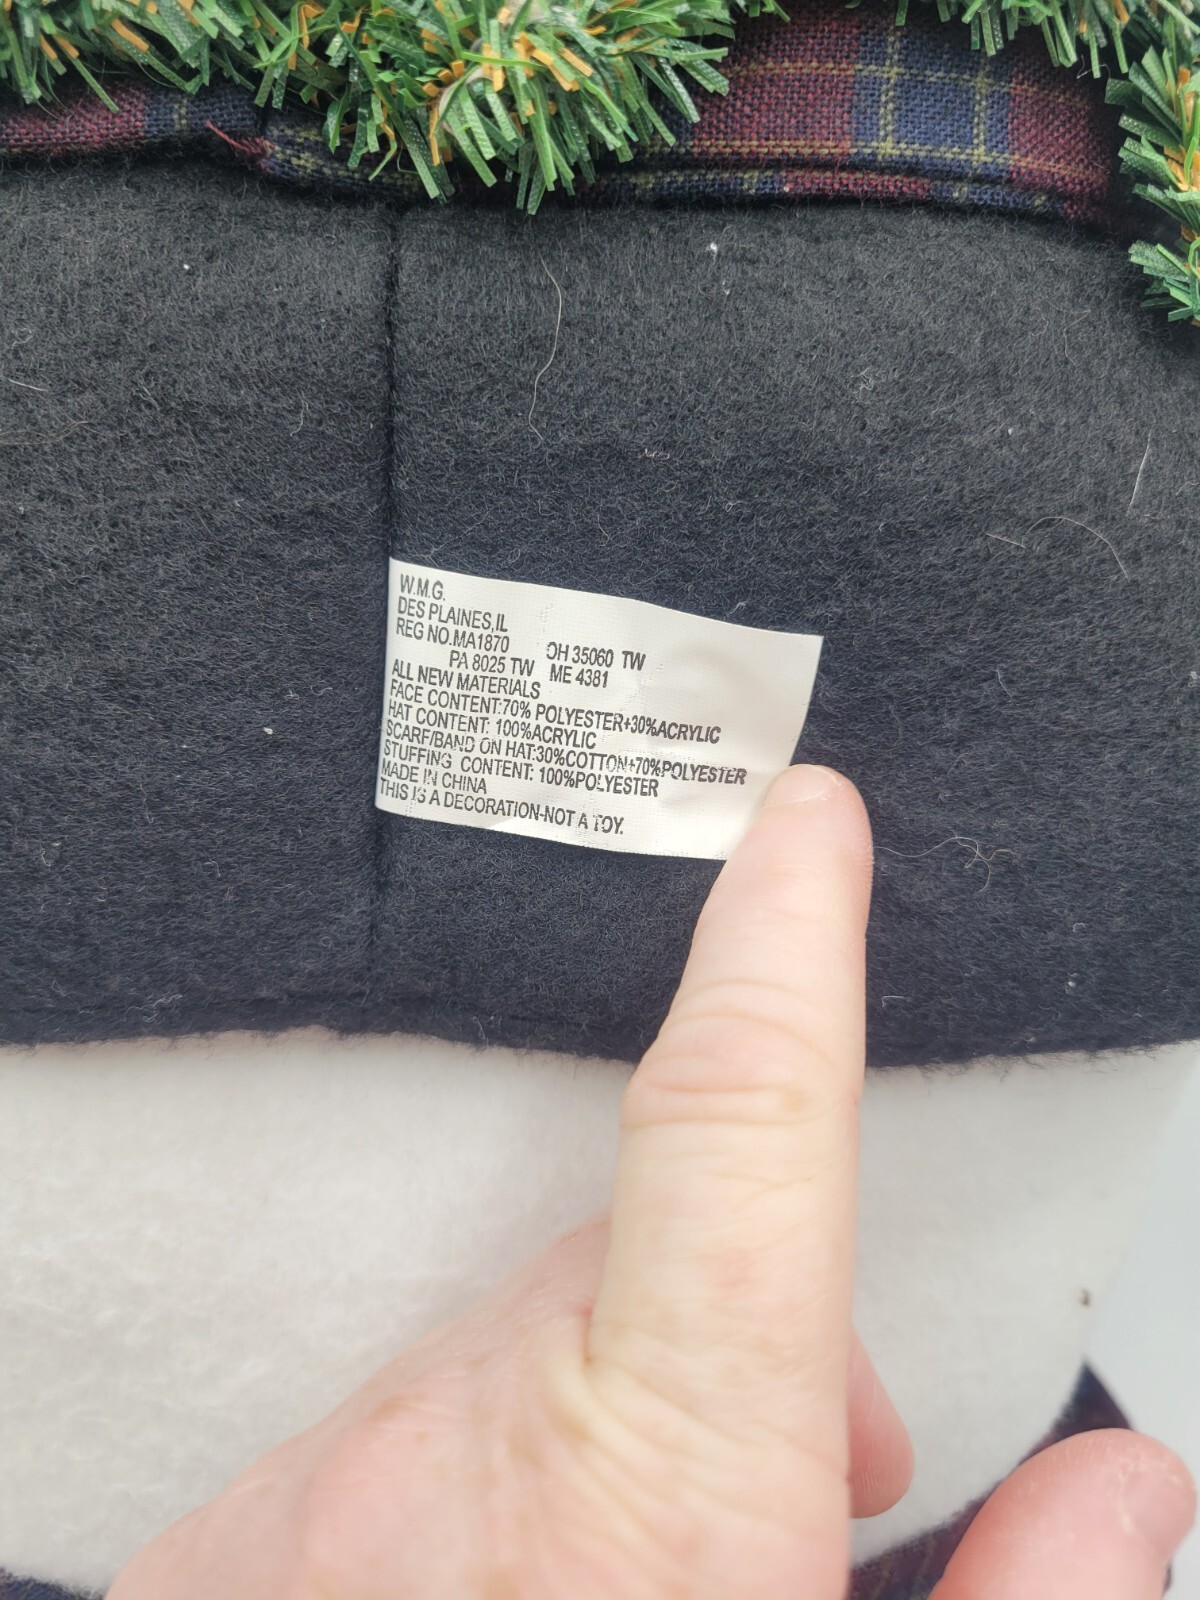 W.M.G.
DES PLAINES,IL
REG NO.MA1870 OH 35060 TW
PA 8025 TW ME 4381
ALL NEW MATERIALS
FACE CONTENT:70% POLYESTER+30%ACRYLIC
HAT CONTENT: 100%ACRYLIC
SCARF/BAND ON HAT:30%COTTON+70%POLYESTER
STUFFING CONTENT: 100%POLYESTER
MADE IN CHINA
THIS IS A DECORATION-NOT A TOY.